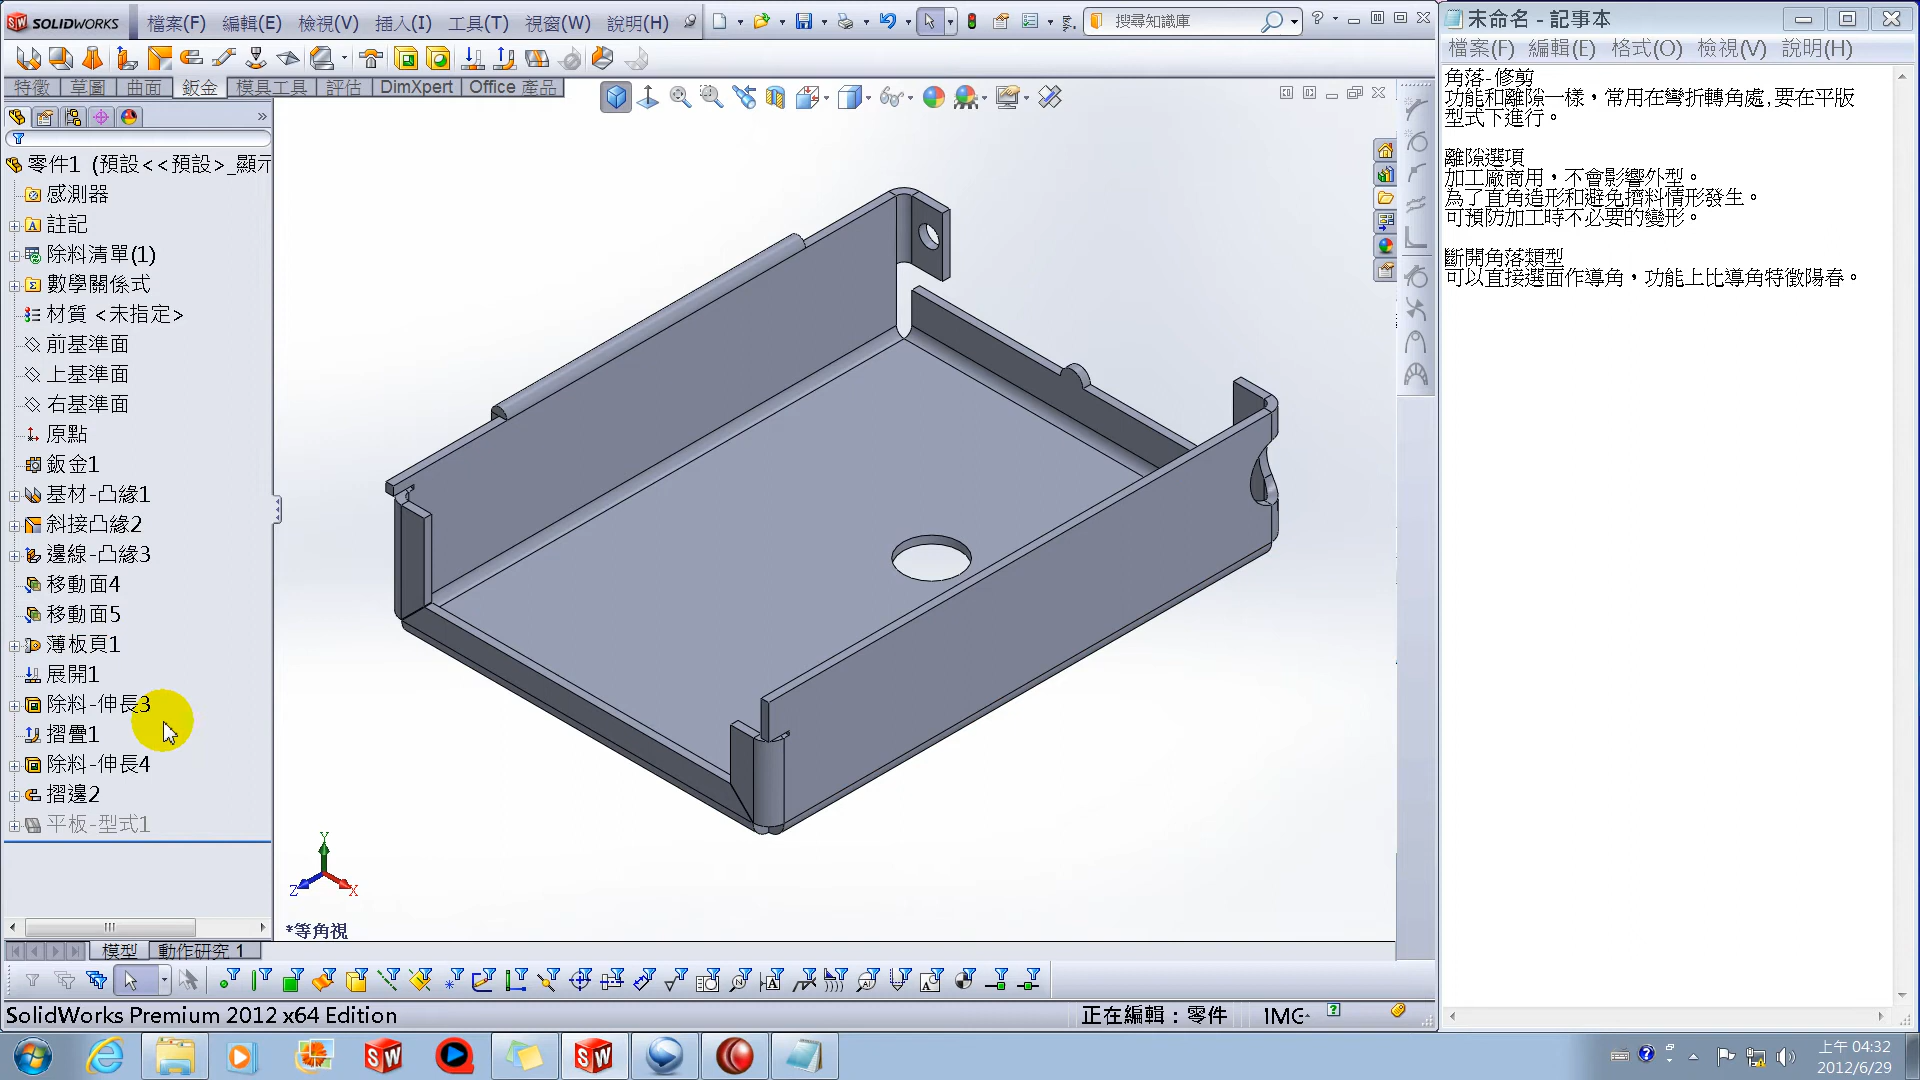 SOLIDWORKS
檔案(F) 編輯(E) 檢視(V) 插入(I) 工具(T) 視窗(W) 說明(H)
搜尋知識庫
特徵 草圖 曲面 鈑金 模具工具 評估 DimXpert Office 產品
零件1 (預設<<預設>_顯示
感測器
註記
除料清單(1)
數學關係式
材質 <未指定>
前基準面
上基準面
右基準面
原點
鈑金1
基材-凸緣1
斜接凸緣2
邊線-凸緣3
移動面4
移動面5
薄板頁1
展開1
除料-伸長3
摺疊1
除料-伸長4
摺邊2
平板-型式1
Y
Z
X
*等角視
模型 動作研究 1
SolidWorks Premium 2012 x64 Edition
正在編輯：零件
未命名 - 記事本
檔案(F) 編輯(E) 格式(O) 檢視(V) 說明(H)
角落-修剪
功能和離隙一樣，常用在彎折轉角處,要在平版
型式下進行。
離隙選項
加工廠商用，不會影響外型。
為了直角造形和避免擠料情形發生。
可預防加工時不必要的變形。
斷開角落類型
可以直接選面作導角，功能上比導角特徵陽春。
上午 04:32
2012/6/29